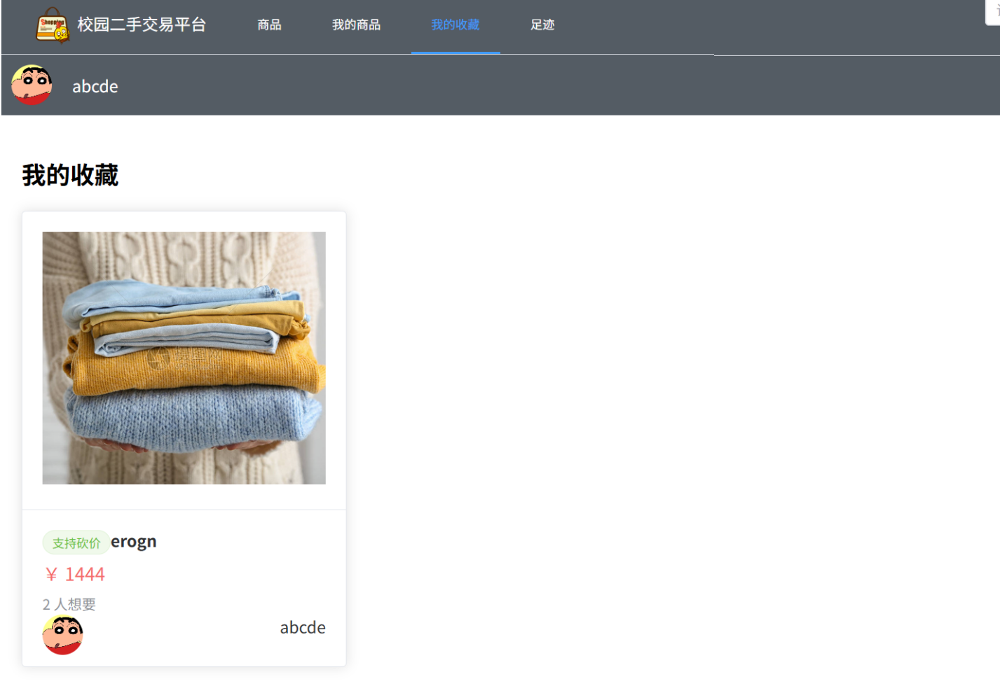 Shopping
校园二手交易平台
商品
我的商品
我的收藏
足迹
abcde
我的收藏
支持砍价 erogn
￥ 1444
2 人想要
abcde